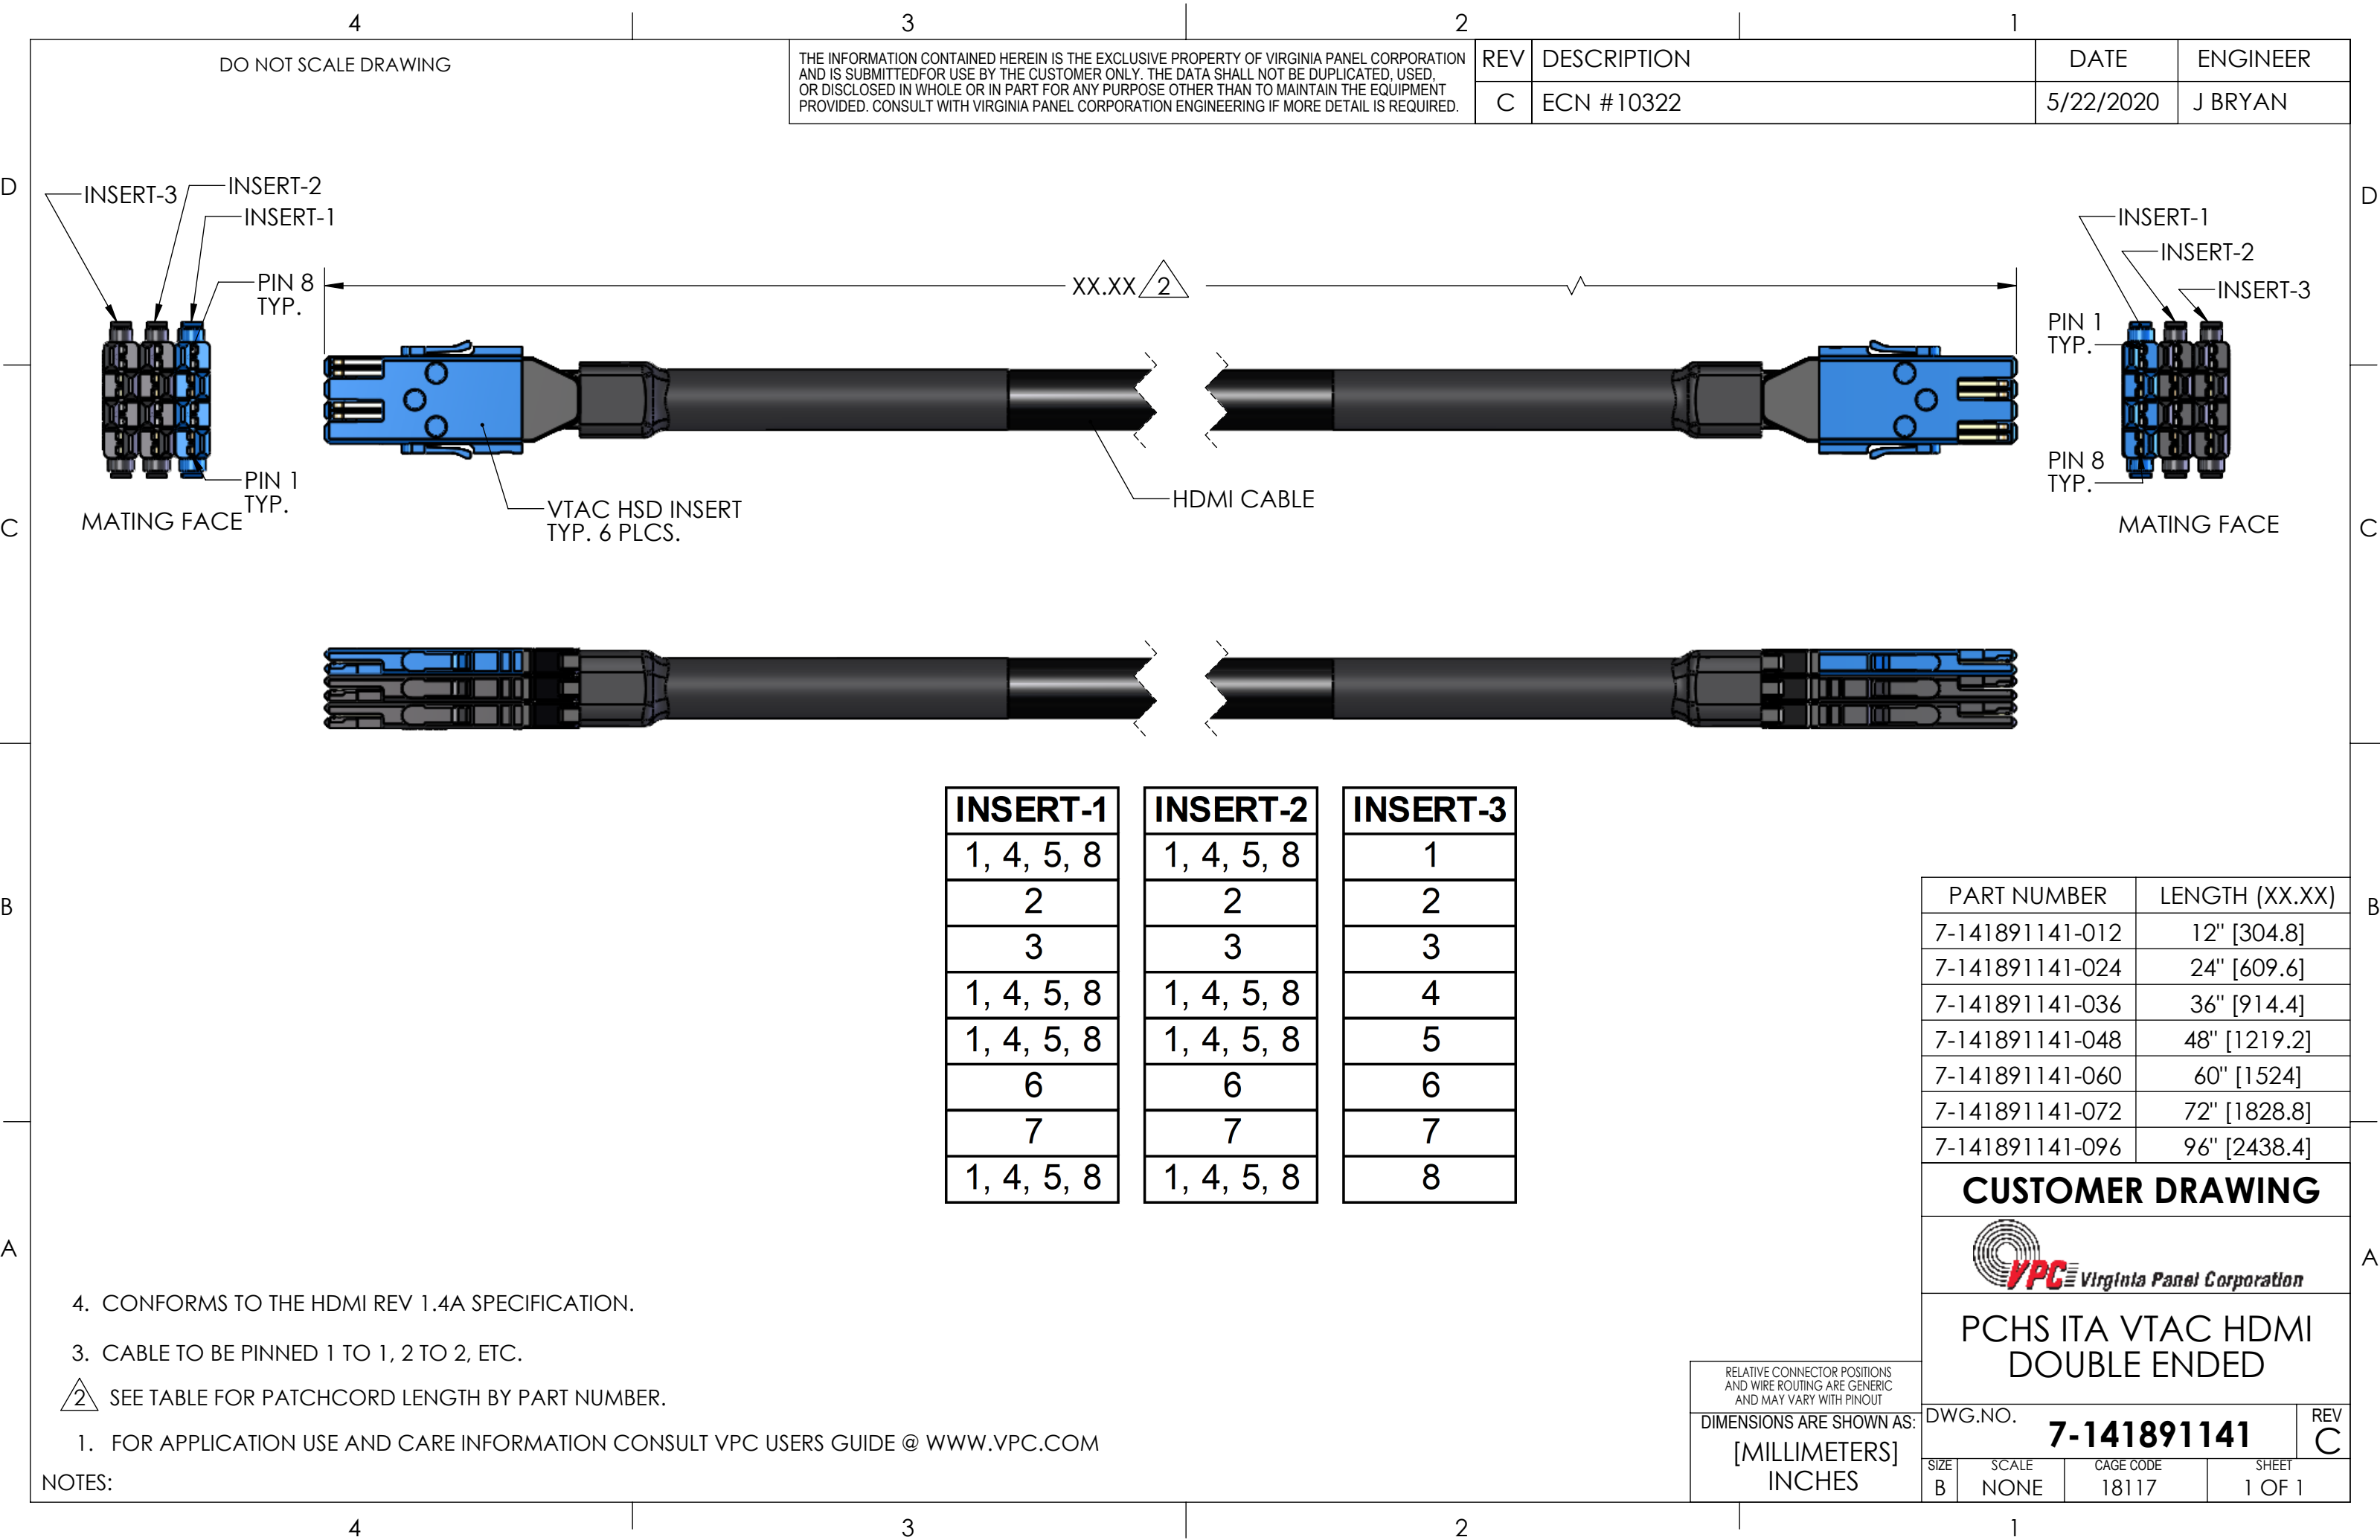 4 3 2 1
DO NOT SCALE DRAWING
THE INFORMATION CONTAINED HEREIN IS THE EXCLUSIVE PROPERTY OF VIRGINIA PANEL CORPORATION
AND IS SUBMITTEDFOR USE BY THE CUSTOMER ONLY. THE DATA SHALL NOT BE DUPLICATED, USED,
OR DISCLOSED IN WHOLE OR IN PART FOR ANY PURPOSE OTHER THAN TO MAINTAIN THE EQUIPMENT
PROVIDED. CONSULT WITH VIRGINIA PANEL CORPORATION ENGINEERING IF MORE DETAIL IS REQUIRED.
REV DESCRIPTION DATE ENGINEER
C ECN #10322 5/22/2020 J BRYAN
D D
INSERT-3
INSERT-2
INSERT-1
PIN 8
TYP.
PIN 1
TYP.
MATING FACE
XX.XX 2
VTAC HSD INSERT
TYP. 6 PLCS.
HDMI CABLE
INSERT-1
INSERT-2
INSERT-3
PIN 1
TYP.
PIN 8
TYP.
MATING FACE
C C
INSERT-1 INSERT-2 INSERT-3
1, 4, 5, 8 1, 4, 5, 8 1
2 2 2
3 3 3
1, 4, 5, 8 1, 4, 5, 8 4
1, 4, 5, 8 1, 4, 5, 8 5
6 6 6
7 7 7
1, 4, 5, 8 1, 4, 5, 8 8
B B
PART NUMBER LENGTH (XX.XX)
7-141891141-012 12" [304.8]
7-141891141-024 24" [609.6]
7-141891141-036 36" [914.4]
7-141891141-048 48" [1219.2]
7-141891141-060 60" [1524]
7-141891141-072 72" [1828.8]
7-141891141-096 96" [2438.4]
CUSTOMER DRAWING
A A
VPC Virginia Panel Corporation
PCHS ITA VTAC HDMI
DOUBLE ENDED
4. CONFORMS TO THE HDMI REV 1.4A SPECIFICATION.
3. CABLE TO BE PINNED 1 TO 1, 2 TO 2, ETC.
2 SEE TABLE FOR PATCHCORD LENGTH BY PART NUMBER.
1. FOR APPLICATION USE AND CARE INFORMATION CONSULT VPC USERS GUIDE @ WWW.VPC.COM
NOTES:
RELATIVE CONNECTOR POSITIONS
AND WIRE ROUTING ARE GENERIC
AND MAY VARY WITH PINOUT
DIMENSIONS ARE SHOWN AS:
[MILLIMETERS]
INCHES
DWG.NO. 7-141891141 REV C
SIZE SCALE CAGE CODE SHEET
B NONE 18117 1 OF 1
4 3 2 1